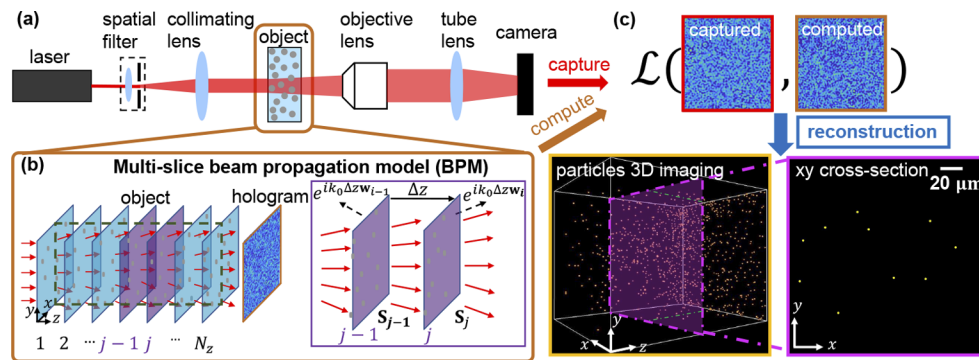 (a)
spatial
filter
collimating
lens
object
objective
lens
tube
lens
camera
laser
capture
compute
(c)
ℒ(
captured
,
computed
)
reconstruction
(b)
Multi-slice beam propagation model (BPM)
object
hologram
y
x
z
1 2 ··· j − 1 j ··· N_z
e^{ik_0Δzw_{i−1}}
Δz
e^{ik_0Δzw_i}
S_{j−1}
S_j
j − 1
j
particles 3D imaging
y
x
z
xy cross-section
20 μm
y
x